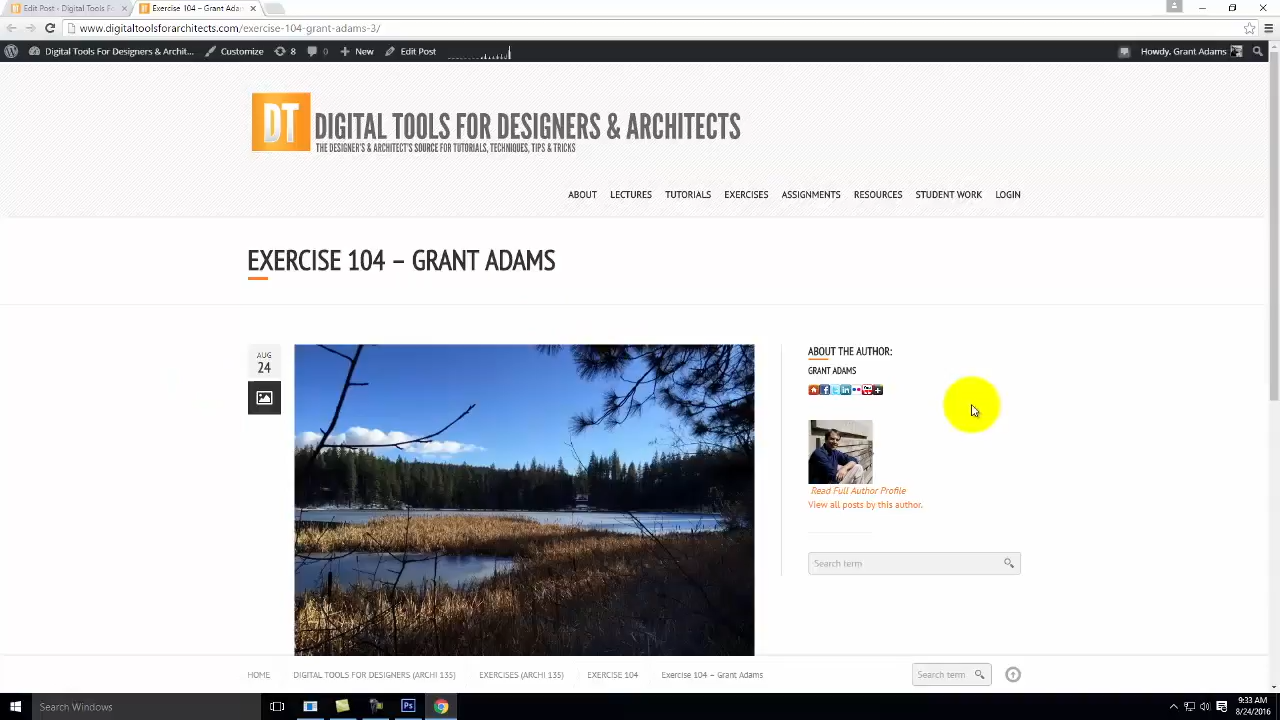 Edit Post - Digital Tools F
Exercise 104 – Grant Ada
www.digitaltoolsforarchitects.com/exercise-104-grant-adams-3/
Digital Tools For Designers & Architect...
Customize
8
0
New
Edit Post
Howdy, Grant Adams
DT
DIGITAL TOOLS FOR DESIGNERS & ARCHITECTS
THE DESIGNER'S & ARCHITECT'S SOURCE FOR TUTORIALS, TECHNIQUES, TIPS & TRICKS
ABOUT LECTURES TUTORIALS EXERCISES ASSIGNMENTS RESOURCES STUDENT WORK LOGIN
EXERCISE 104 – GRANT ADAMS
AUG
24
ABOUT THE AUTHOR:
GRANT ADAMS
Read Full Author Profile
View all posts by this author.
Search term
HOME
DIGITAL TOOLS FOR DESIGNERS (ARCHI 135)
EXERCISES (ARCHI 135)
EXERCISE 104
Exercise 104 – Grant Adams
Search term
Search Windows
9:33 AM
8/24/2016